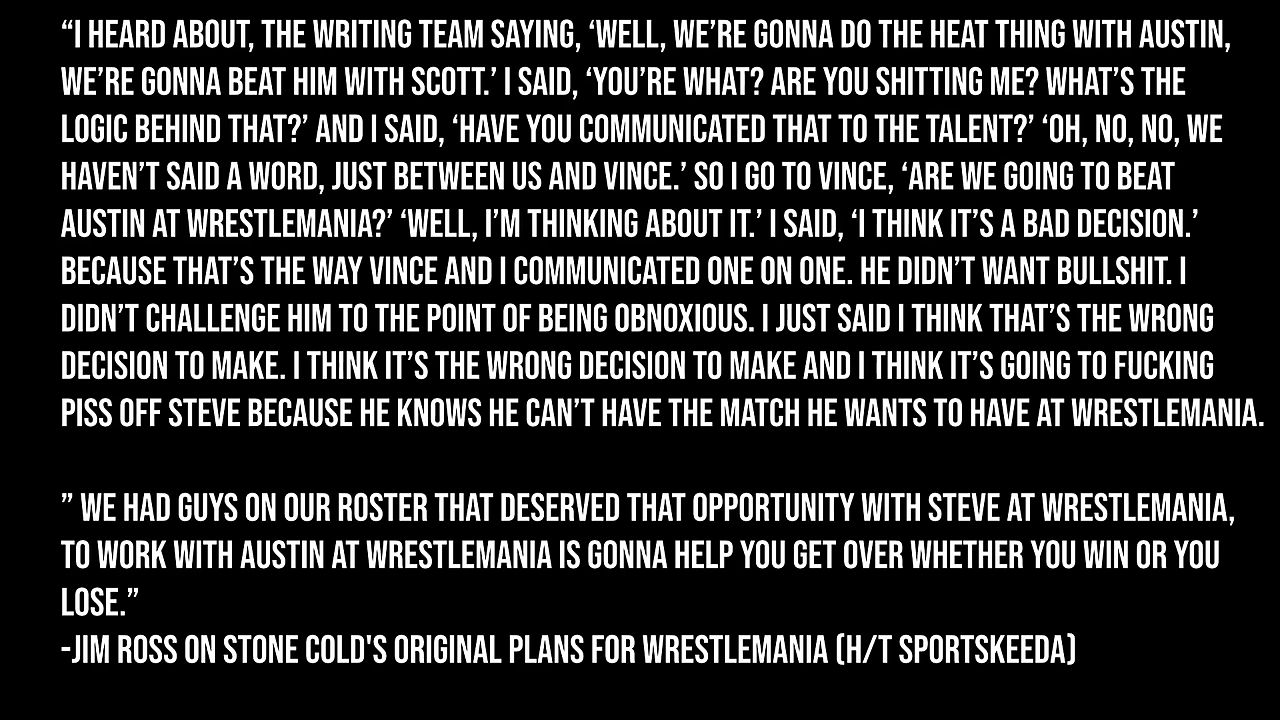 “I HEARD ABOUT, THE WRITING TEAM SAYING, ‘WELL, WE’RE GONNA DO THE HEAT THING WITH AUSTIN,
WE’RE GONNA BEAT HIM WITH SCOTT.’ I SAID, ‘YOU’RE WHAT? ARE YOU SHITTING ME? WHAT’S THE
LOGIC BEHIND THAT?’ AND I SAID, ‘HAVE YOU COMMUNICATED THAT TO THE TALENT?’ ‘OH, NO, NO, WE
HAVEN’T SAID A WORD, JUST BETWEEN US AND VINCE.’ SO I GO TO VINCE, ‘ARE WE GOING TO BEAT
AUSTIN AT WRESTLEMANIA?’ ‘WELL, I’M THINKING ABOUT IT.’ I SAID, ‘I THINK IT’S A BAD DECISION.’
BECAUSE THAT’S THE WAY VINCE AND I COMMUNICATED ONE ON ONE. HE DIDN’T WANT BULLSHIT. I
DIDN’T CHALLENGE HIM TO THE POINT OF BEING OBNOXIOUS. I JUST SAID I THINK THAT’S THE WRONG
DECISION TO MAKE. I THINK IT’S THE WRONG DECISION TO MAKE AND I THINK IT’S GOING TO FUCKING
PISS OFF STEVE BECAUSE HE KNOWS HE CAN’T HAVE THE MATCH HE WANTS TO HAVE AT WRESTLEMANIA.
” WE HAD GUYS ON OUR ROSTER THAT DESERVED THAT OPPORTUNITY WITH STEVE AT WRESTLEMANIA,
TO WORK WITH AUSTIN AT WRESTLEMANIA IS GONNA HELP YOU GET OVER WHETHER YOU WIN OR YOU
LOSE.”
-JIM ROSS ON STONE COLD'S ORIGINAL PLANS FOR WRESTLEMANIA (H/T SPORTSKEEDA)